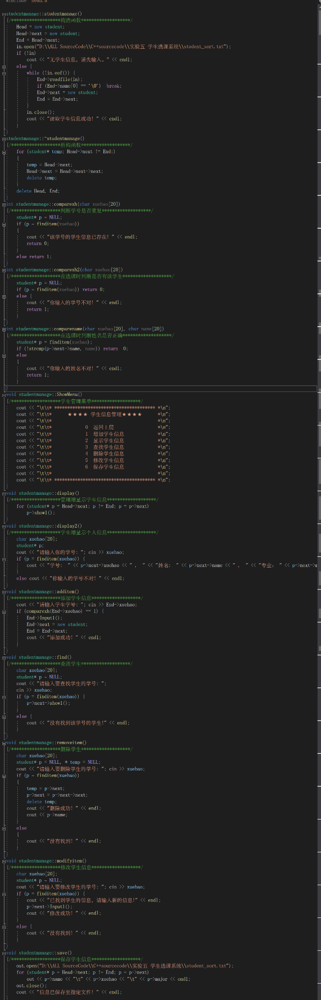 #include "head.h"
studentmanage::studentmanage()
{/*******************构造函数*******************/
Head = new student;
Head->next = new student;
End = Head->next;
in.open("D:\\ALL SourceCode\\C++sourcecode\\实验五 学生选课系统\\student_sort.txt");
if (!in)
cout << "无学生信息, 请先输入。" << endl;
else {
while (!in.eof()) {
End->readfile(in);
if (End->name[0] == '\0')  break;
End->next = new student;
End = End->next;
}
in.close();
cout << "读取学生信息成功! " << endl;
}
}
studentmanage::~studentmanage()
{/*******************析构函数*******************/
for (student* temp; Head->next != End;)
{
temp = Head->next;
Head->next = Head->next->next;
delete temp;
}
delete Head, End;
}
int studentmanage::comparexh(char xuehao[20])
{/*******************判断学号是否重复*******************/
student* p = NULL;
if (p = finditem(xuehao))
{
cout << "该学号的学生信息已存在! " << endl;
return 0;
}
else return 1;
}
int studentmanage::comparexh2(char xuehao[20])
{/*******************在选课时判断是否有该学生*******************/
student* p = NULL;
if (p = finditem(xuehao)) return 0;
else {
cout << "你输入的学号不对! " << endl;
return 1;
}
}
int studentmanage::comparename(char xuehao[20], char name[20])
{/*******************在选课时判断姓名是否正确*******************/
student* p = finditem(xuehao);
if (!strcmp(p->next->name, name)) return  0;
else
{
cout << "你输入的姓名不对! " << endl;
return 1;
}
}
void studentmanage::ShowMenu()
{/*******************学生管理菜单*******************/
cout << "\t\t* *************************************** *\n";
cout << "\t\t*      ★★★★ 学生信息管理★★★★      *\n";
cout << "\t\t*                                         *\n";
cout << "\t\t*             0  返回上层                 *\n";
cout << "\t\t*             1  增加学生信息             *\n";
cout << "\t\t*             2  显示学生信息             *\n";
cout << "\t\t*             3  查找学生信息             *\n";
cout << "\t\t*             4  删除学生信息             *\n";
cout << "\t\t*             5  修改学生信息             *\n";
cout << "\t\t*             6  保存学生信息             *\n";
cout << "\t\t*                                         *\n";
cout << "\t\t* *************************************** *\n";
}
void studentmanage::display()
{/*******************管理端显示学生信息*******************/
for (student* p = Head->next; p != End; p = p->next)
p->show1();
}
void studentmanage::display2()
{/*******************学生端显示个人信息*******************/
char xuehao[20];
student* p;
cout << "请输入你的学号: "; cin >> xuehao;
if (p = finditem(xuehao)) {
cout << "学号: " << p->next->xuehao << " , " << "姓名: " << p->next->name << " , " << "专业: " << p->next->m
}
else cout << "你输入的学号不对! " << endl;
}
void studentmanage::additem()
{/*******************添加学生信息*******************/
cout << "请输入学生学号: "; cin >> End->xuehao;
if (comparexh(End->xuehao) == 1) {
End->Input1();
End->next = new student;
End = End->next;
cout << "添加成功! " << endl;
}
}
void studentmanage::find()
{/*******************查找学生*******************/
char xuehao[20];
student* p = NULL;
cout << "请输入要查找学生的学号: ";
cin >> xuehao;
if (p = finditem(xuehao)) {
p->next->show1();
}
else {
cout << "没有找到该学号的学生!" << endl;
}
}
void studentmanage::removeitem()
{/*******************删除学生*******************/
char xuehao[20];
student* p = NULL, * temp = NULL;
cout << "请输入要删除学生的学号: "; cin >> xuehao;
if (p = finditem(xuehao))
{
temp = p->next;
p->next = p->next->next;
delete temp;
cout << "删除成功! " << endl;
cout << p->name;
}
else
{
cout << "没有找到! " << endl;
}
}
void studentmanage::modifyitem()
{/*******************修改学生信息*******************/
char xuehao[20];
student* p = NULL;
cout << "请输入要修改学生的学号: "; cin >> xuehao;
if (p = finditem(xuehao)) {
cout << "已找到学生的信息, 请输入新的信息!" << endl;
p->next->Input1();
cout << "修改成功! " << endl;
}
else {
cout << "没有找到! " << endl;
}
}
void studentmanage::save()
{/*******************保存学生信息*******************/
out.open("D:\\ALL SourceCode\\C++sourcecode\\实验五 学生选课系统\\student_sort.txt");
for (student* p = Head->next; p != End; p = p->next)
out << p->name << "\t" << p->xuehao << "\t" << p->major << endl;
out.close();
cout << "信息已保存至指定文件! " << endl;
}